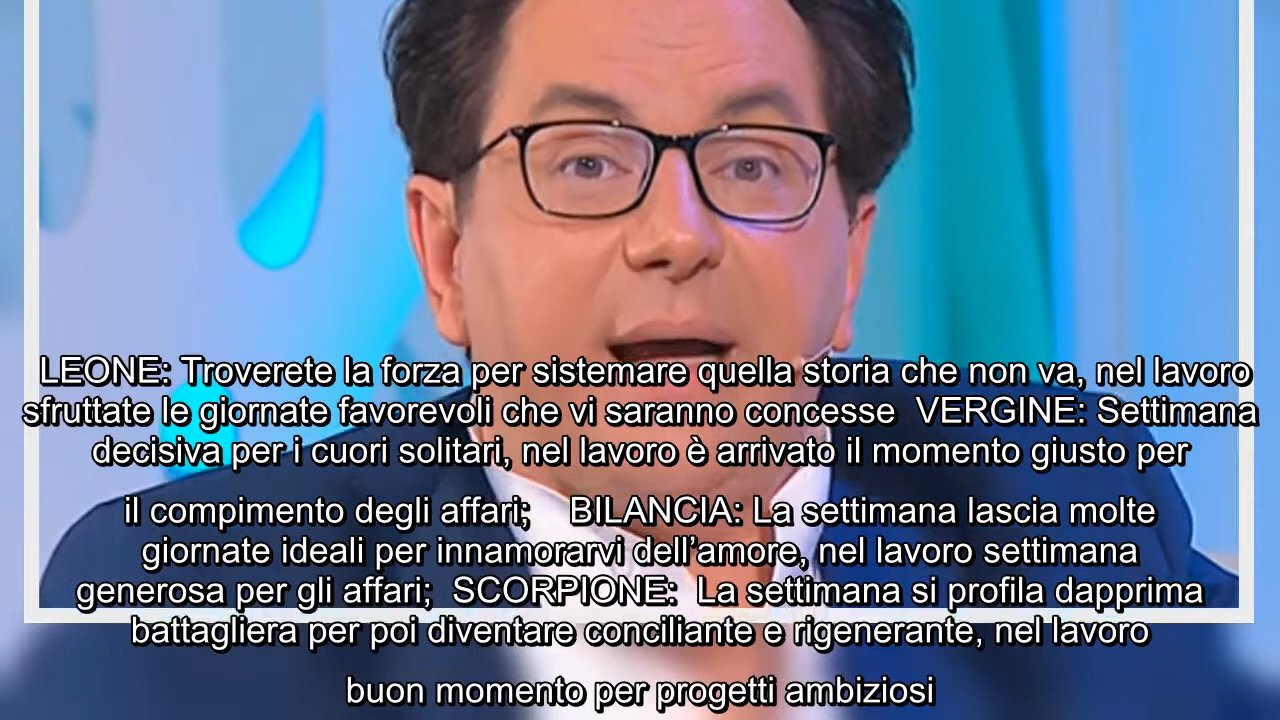 LEONE: Troverete la forza per sistemare quella storia che non va, nel lavoro
sfruttate le giornate favorevoli che vi saranno concesse  VERGINE: Settimana
decisiva per i cuori solitari, nel lavoro è arrivato il momento giusto per
il compimento degli affari;    BILANCIA: La settimana lascia molte
giornate ideali per innamorarvi dell’amore, nel lavoro settimana
generosa per gli affari;  SCORPIONE:  La settimana si profila dapprima
battagliera per poi diventare conciliante e rigenerante, nel lavoro
buon momento per progetti ambiziosi